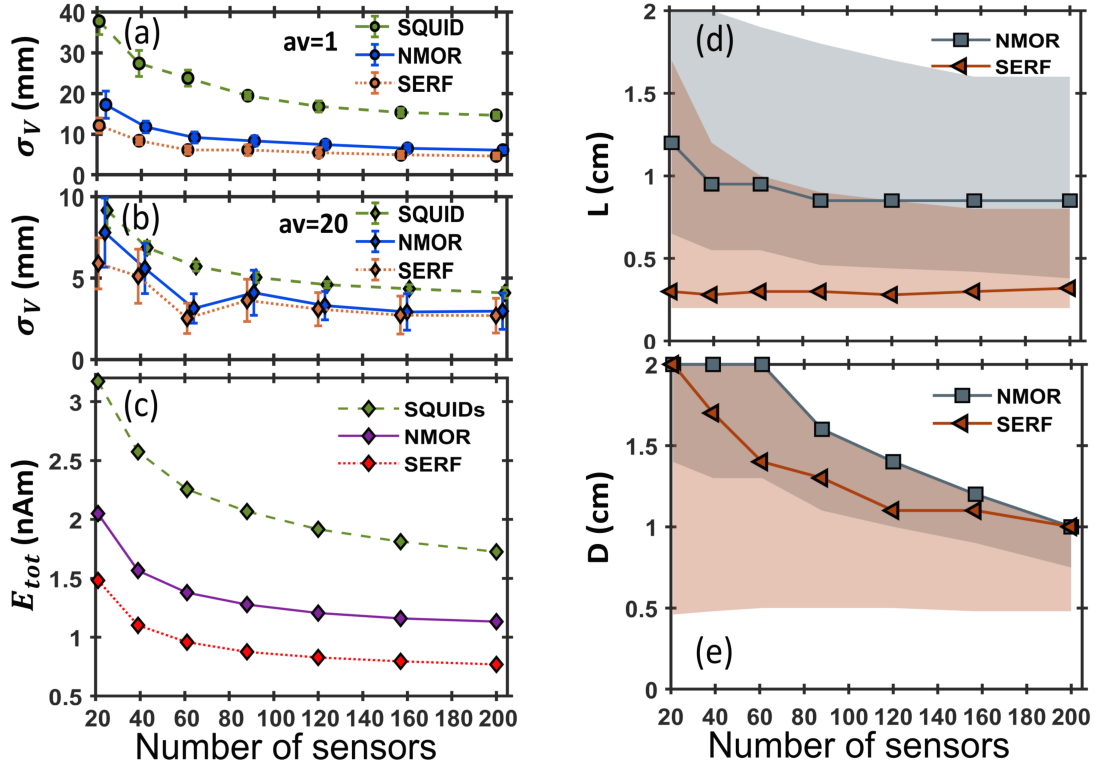 (a)
av=1
SQUID
NMOR
SERF
40
30
20
10
0
σ_V (mm)
(b)
av=20
SQUID
NMOR
SERF
10
5
0
σ_V (mm)
(c)
SQUIDs
NMOR
SERF
3
2.5
2
1.5
1
0.5
E_tot (nAm)
20 40 60 80 100 120 140 160 180 200
Number of sensors
(d)
NMOR
SERF
2
1.5
1
0.5
0
L (cm)
NMOR
SERF
2
1.5
1
0.5
0
D (cm)
(e)
20 40 60 80 100 120 140 160 180 200
Number of sensors